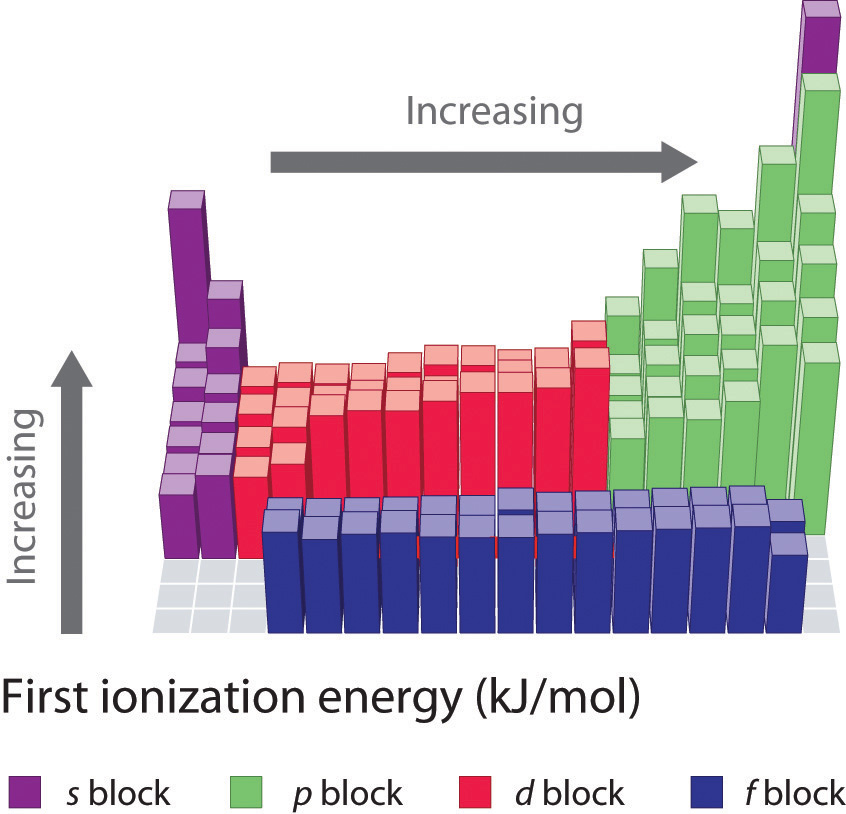 Increasing
Increasing
First ionization energy (kJ/mol)
s block
p block
d block
f block